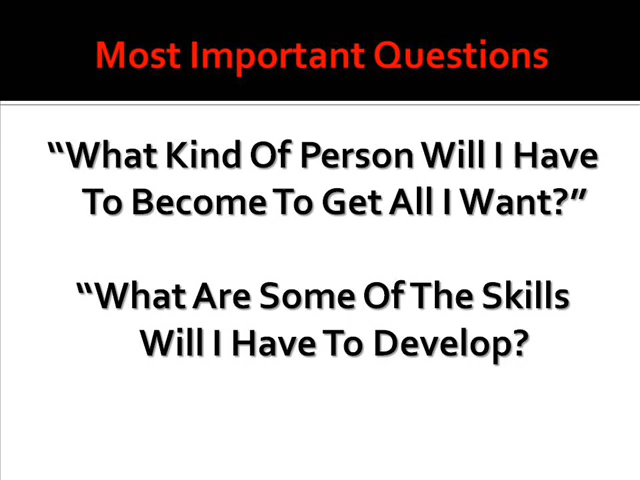 Most Important Questions
“What Kind Of Person Will I Have
To Become To Get All I Want?”
“What Are Some Of The Skills
Will I Have To Develop?